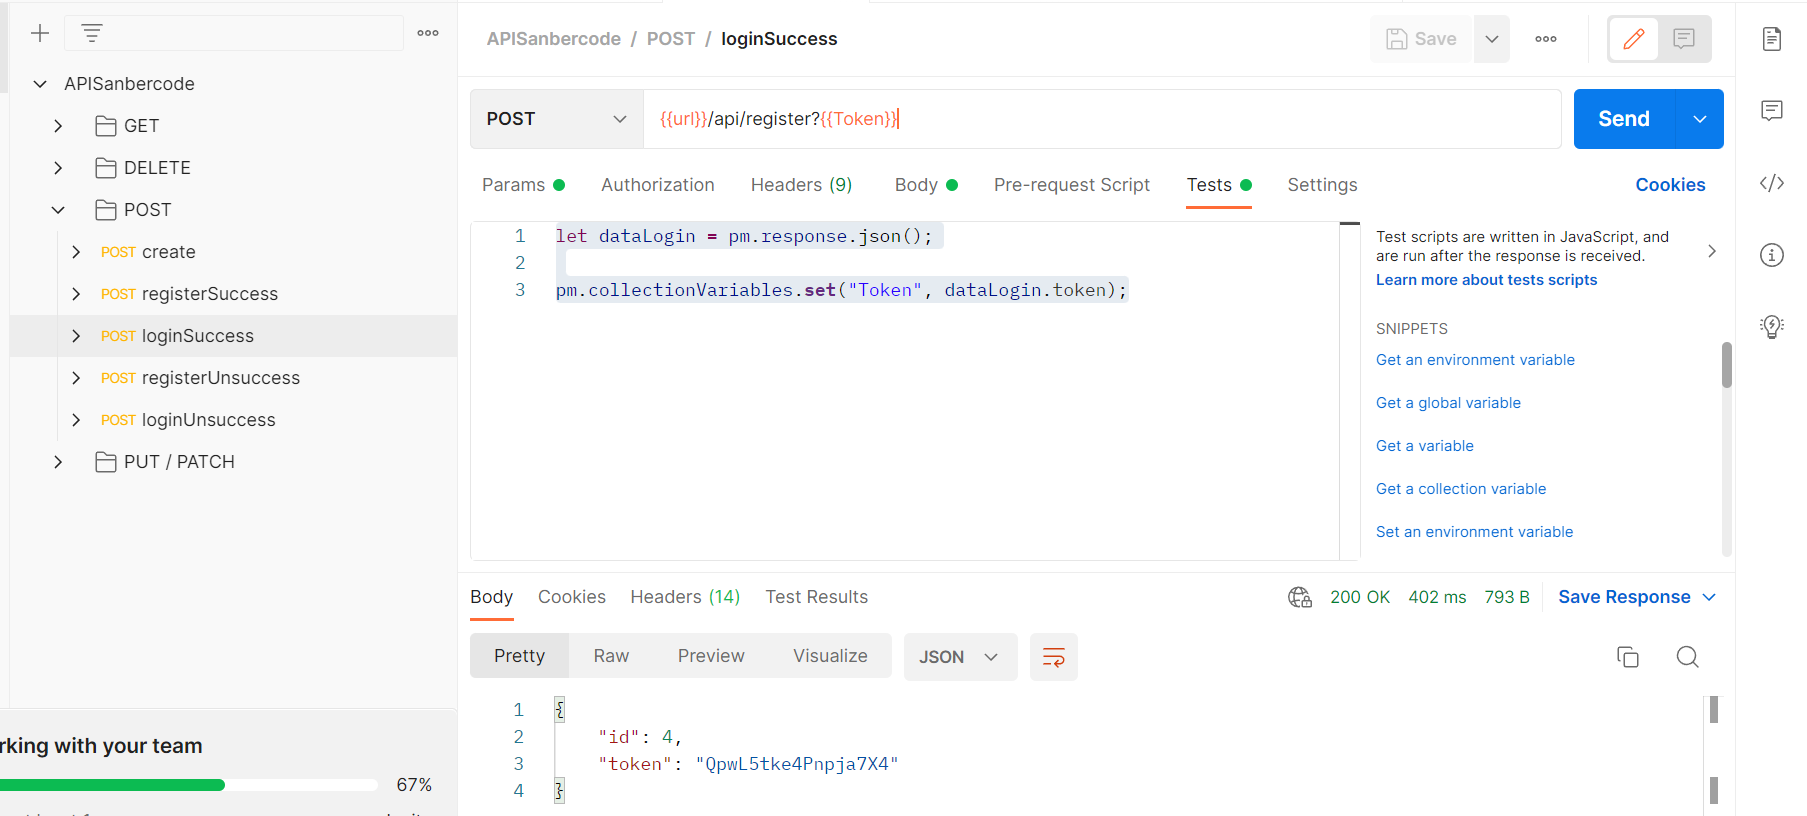 APISanbercode / POST / loginSuccess
Save
APISanbercode
GET
DELETE
POST
POST create
POST registerSuccess
POST loginSuccess
POST registerUnsuccess
POST loginUnsuccess
PUT / PATCH
rking with your team
67%
POST
{{url}}/api/register?{{Token}}
Send
Params
Authorization
Headers (9)
Body
Pre-request Script
Tests
Settings
Cookies
1 let dataLogin = pm.response.json();
2
3 pm.collectionVariables.set("Token", dataLogin.token);
Test scripts are written in JavaScript, and
are run after the response is received.
Learn more about tests scripts
SNIPPETS
Get an environment variable
Get a global variable
Get a variable
Get a collection variable
Set an environment variable
Body
Cookies
Headers (14)
Test Results
200 OK
402 ms
793 B
Save Response
Pretty
Raw
Preview
Visualize
JSON
1 {
2 "id": 4,
3 "token": "QpwL5tke4Pnpja7X4"
4 }